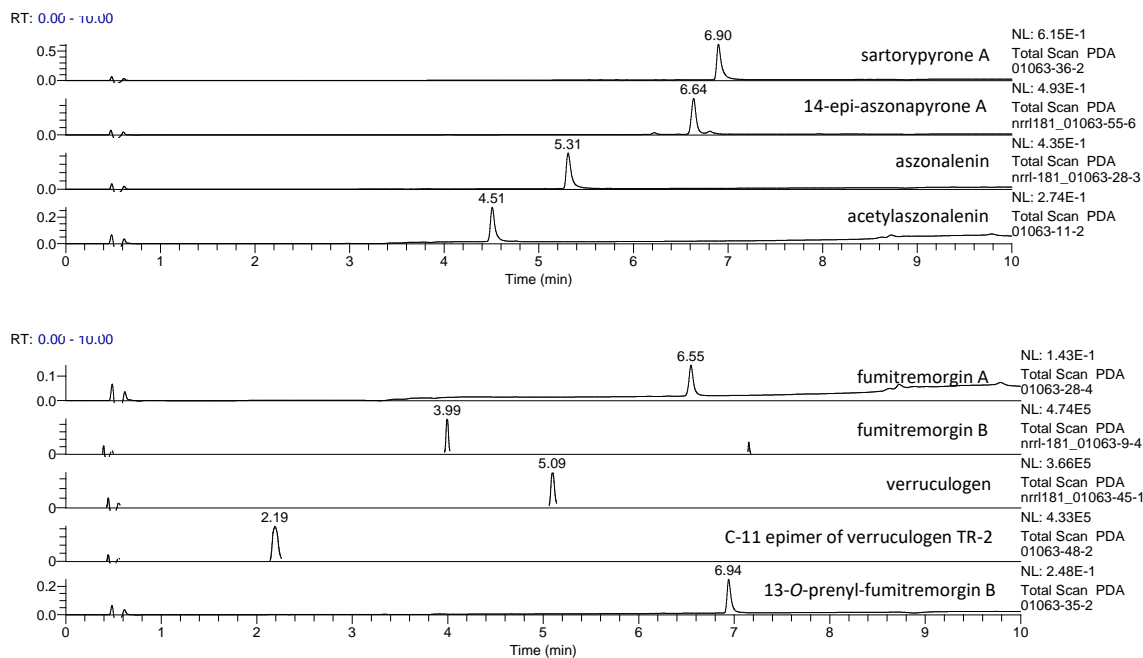 RT: 0.00 - 10.00
NL: 6.15E-1
6.90
sartorypyrone A
Total Scan PDA
01063-36-2
0.5
0.0
NL: 4.93E-1
6.64
14-epi-aszonapyrone A
Total Scan PDA
nrrl181_01063-55-6
0.0
NL: 4.35E-1
5.31
aszonalenin
Total Scan PDA
nrrl-181_01063-28-3
0.0
NL: 2.74E-1
4.51
acetylaszonalenin
Total Scan PDA
01063-11-2
0.2
0.0
0 1 2 3 4 5 6 7 8 9 10
Time (min)
RT: 0.00 - 10.00
NL: 1.43E-1
6.55
fumitremorgin A
Total Scan PDA
01063-28-4
0.1
0.0
NL: 4.74E5
3.99
fumitremorgin B
Total Scan PDA
nrrl-181_01063-9-4
0
NL: 3.66E5
5.09
verruculogen
Total Scan PDA
nrrl181_01063-45-1
0
NL: 4.33E5
2.19
C-11 epimer of verruculogen TR-2
Total Scan PDA
01063-48-2
0
NL: 2.48E-1
6.94
13-O-prenyl-fumitremorgin B
Total Scan PDA
01063-35-2
0.2
0.0
0 1 2 3 4 5 6 7 8 9 10
Time (min)